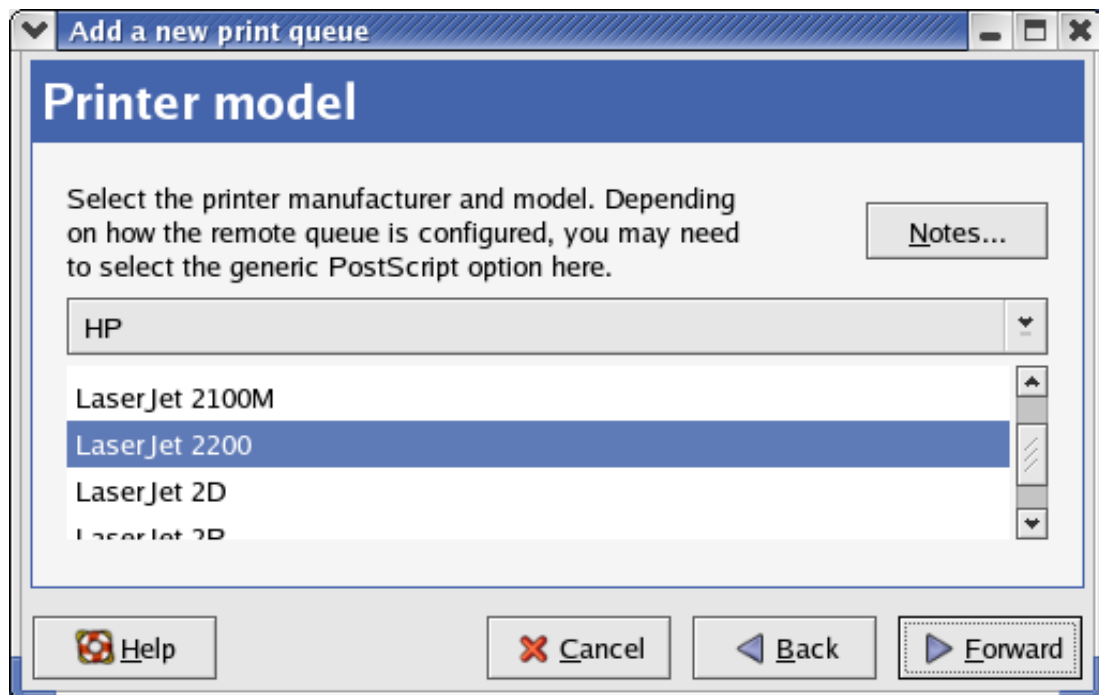 Add a new print queue
Printer model
Select the printer manufacturer and model. Depending
on how the remote queue is configured, you may need
to select the generic PostScript option here.
Notes...
HP
LaserJet 2100M
LaserJet 2200
LaserJet 2D
LaserJet
Help
Cancel
Back
Forward